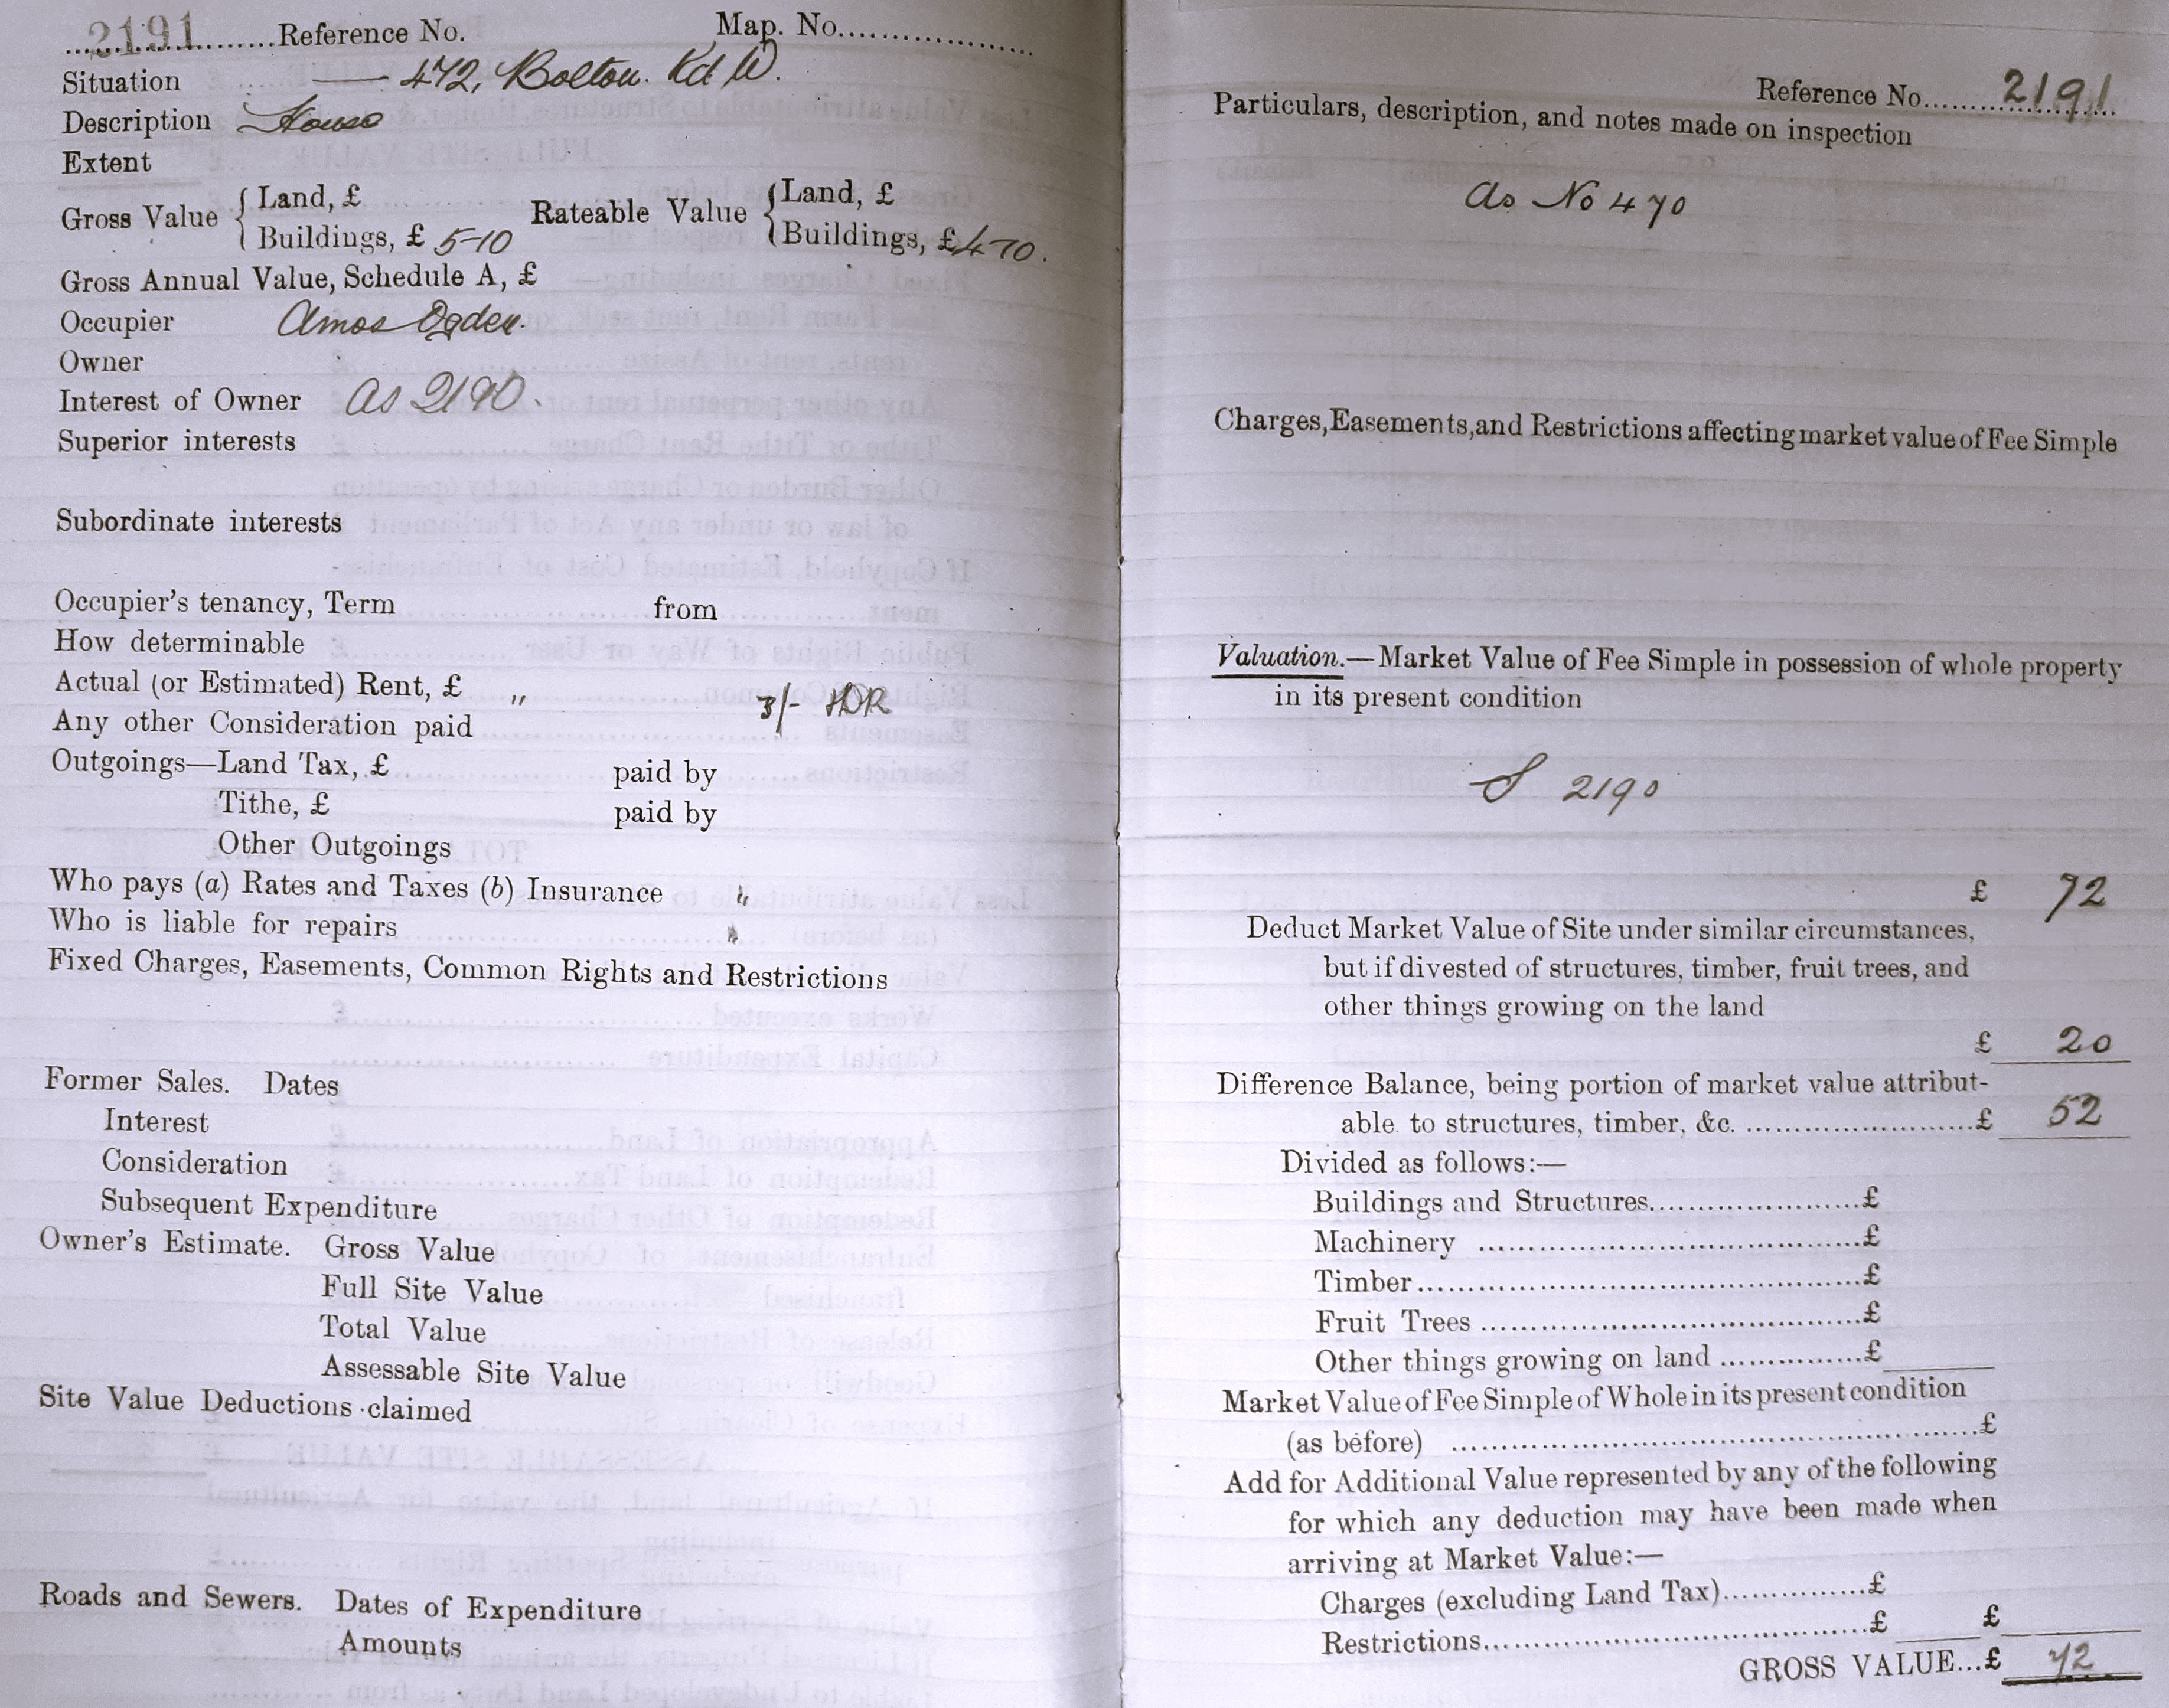 2191 Reference No. Map. No.
Situation — 472, Bolton. Rd W.
Description House
Extent
Gross Value { Land, £ Rateable Value { Land, £
Buildings, £ 5-10 Buildings, £ 4-10.
Gross Annual Value, Schedule A, £
Occupier Amos Ogden.
Owner
Interest of Owner As 2190.
Superior interests
Subordinate interests
Occupier's tenancy, Term from
How determinable
Actual (or Estimated) Rent, £ " 3/- HDR
Any other Consideration paid
Outgoings—Land Tax, £ paid by
Tithe, £ paid by
Other Outgoings
Who pays (a) Rates and Taxes (b) Insurance
Who is liable for repairs
Fixed Charges, Easements, Common Rights and Restrictions
Former Sales. Dates
Interest
Consideration
Subsequent Expenditure
Owner's Estimate. Gross Value
Full Site Value
Total Value
Assessable Site Value
Site Value Deductions claimed
Roads and Sewers. Dates of Expenditure
Amounts
Reference No. 2191
Particulars, description, and notes made on inspection
As No 470
Charges, Easements, and Restrictions affecting market value of Fee Simple
Valuation.—Market Value of Fee Simple in possession of whole property
in its present condition
S 2190
£ 72
Deduct Market Value of Site under similar circumstances,
but if divested of structures, timber, fruit trees, and
other things growing on the land
£ 20
Difference Balance, being portion of market value attribut-
able to structures, timber, &c. £ 52
Divided as follows:—
Buildings and Structures £
Machinery £
Timber £
Fruit Trees £
Other things growing on land £
Market Value of Fee Simple of Whole in its present condition
(as before) £
Add for Additional Value represented by any of the following
for which any deduction may have been made when
arriving at Market Value:—
Charges (excluding Land Tax) £
Restrictions £ £
GROSS VALUE...£ 72